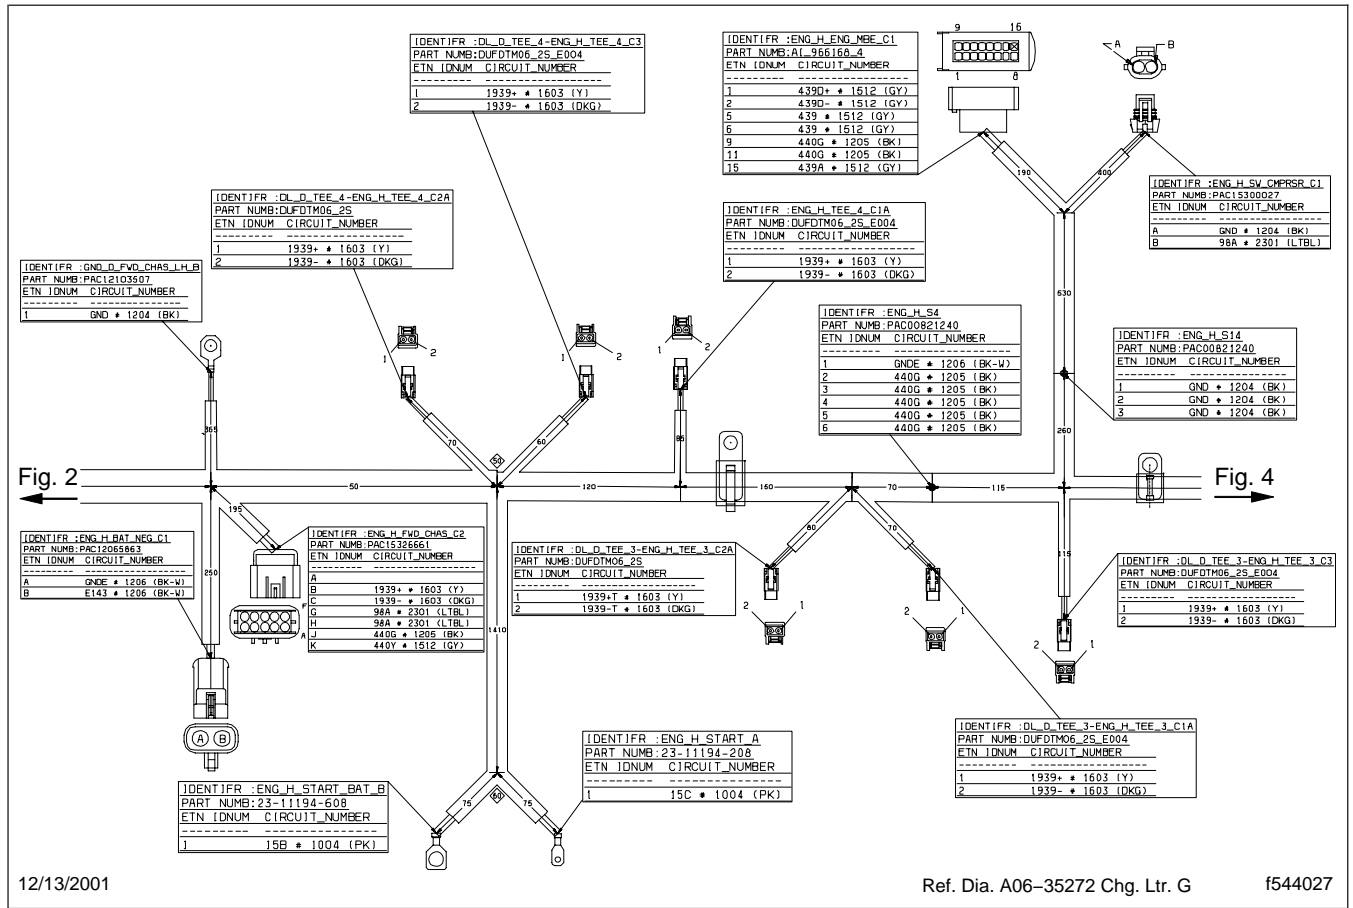 IDENTIFR :DL_D_TEE_4-ENG_H_TEE_4_C3
PART NUMB:DUFDTM06_2S_E004
ETN IDNUM CIRCUIT_NUMBER
1 1939+ * 1603 (Y)
2 1939- * 1603 (DKG)
IDENTIFR :ENG_H_ENG_MBE_C1
PART NUMB:AL_966168_4
ETN IDNUM CIRCUIT_NUMBER
1 439D+ * 1512 (GY)
2 439D- * 1512 (GY)
5 439 * 1512 (GY)
6 439 * 1512 (GY)
9 440G * 1205 (BK)
11 440G * 1205 (BK)
15 439A * 1512 (GY)
9 16
1 8
A B
190
400
IDENTIFR :ENG_H_SW_CMPRSR_C1
PART NUMB:PAC15300027
ETN IDNUM CIRCUIT_NUMBER
A GND * 1204 (BK)
B 98A * 2301 (LTBL)
IDENTIFR :DL_D_TEE_4-ENG_H_TEE_4_C2A
PART NUMB:DUFDTM06_2S
ETN IDNUM CIRCUIT_NUMBER
1 1939+ * 1603 (Y)
2 1939- * 1603 (DKG)
IDENTIFR :ENG_H_TEE_4_C1A
PART NUMB:DUFDTM06_2S_E004
ETN IDNUM CIRCUIT_NUMBER
1 1939+ * 1603 (Y)
2 1939- * 1603 (DKG)
IDENTIFR :GND_D_FWD_CHAS_LH_B
PART NUMB:PAC12103507
ETN IDNUM CIRCUIT_NUMBER
1 GND * 1204 (BK)
530
IDENTIFR :ENG_H_S4
PART NUMB:PAC00821240
ETN IDNUM CIRCUIT_NUMBER
1 GNDE * 1206 (BK-W)
2 440G * 1205 (BK)
3 440G * 1205 (BK)
4 440G * 1205 (BK)
5 440G * 1205 (BK)
6 440G * 1205 (BK)
IDENTIFR :ENG_H_S14
PART NUMB:PAC00821240
ETN IDNUM CIRCUIT_NUMBER
1 GND * 1204 (BK)
2 GND * 1204 (BK)
3 GND * 1204 (BK)
1 2
1 2
1 2
365
70
60
85
260
50
Fig. 2
50
120
160
70
115
Fig. 4
195
250
80
70
115
IDENTIFR :ENG_H_BAT_NEG_C1
PART NUMB:PAC12065863
ETN IDNUM CIRCUIT_NUMBER
A GNDE * 1206 (BK-W)
B E143 * 1206 (BK-W)
IDENTIFR :ENG_H_FWD_CHAS_C2
PART NUMB:PAC15326661
ETN IDNUM CIRCUIT_NUMBER
A
B 1939+ * 1603 (Y)
C 1939- * 1603 (DKG)
G 98A * 2301 (LTBL)
H 98A * 2301 (LTBL)
J 440G * 1205 (BK)
K 440Y * 1512 (GY)
F
A
IDENTIFR :DL_D_TEE_3-ENG_H_TEE_3_C2A
PART NUMB:DUFDTM06_2S
ETN IDNUM CIRCUIT_NUMBER
1 1939+T * 1603 (Y)
2 1939-T * 1603 (DKG)
IDENTIFR :DL_D_TEE_3-ENG_H_TEE_3_C3
PART NUMB:DUFDTM06_2S_E004
ETN IDNUM CIRCUIT_NUMBER
1 1939+ * 1603 (Y)
2 1939- * 1603 (DKG)
2 1
2 1
2 1
1410
A B
IDENTIFR :DL_D_TEE_3-ENG_H_TEE_3_C1A
PART NUMB:DUFDTM06_2S_E004
ETN IDNUM CIRCUIT_NUMBER
1 1939+ * 1603 (Y)
2 1939- * 1603 (DKG)
IDENTIFR :ENG_H_START_A
PART NUMB:23-11194-208
ETN IDNUM CIRCUIT_NUMBER
1 15C * 1004 (PK)
IDENTIFR :ENG_H_START_BAT_B
PART NUMB:23-11194-608
ETN IDNUM CIRCUIT_NUMBER
1 15B * 1004 (PK)
75
60
75
12/13/2001
Ref. Dia. A06–35272 Chg. Ltr. G
f544027